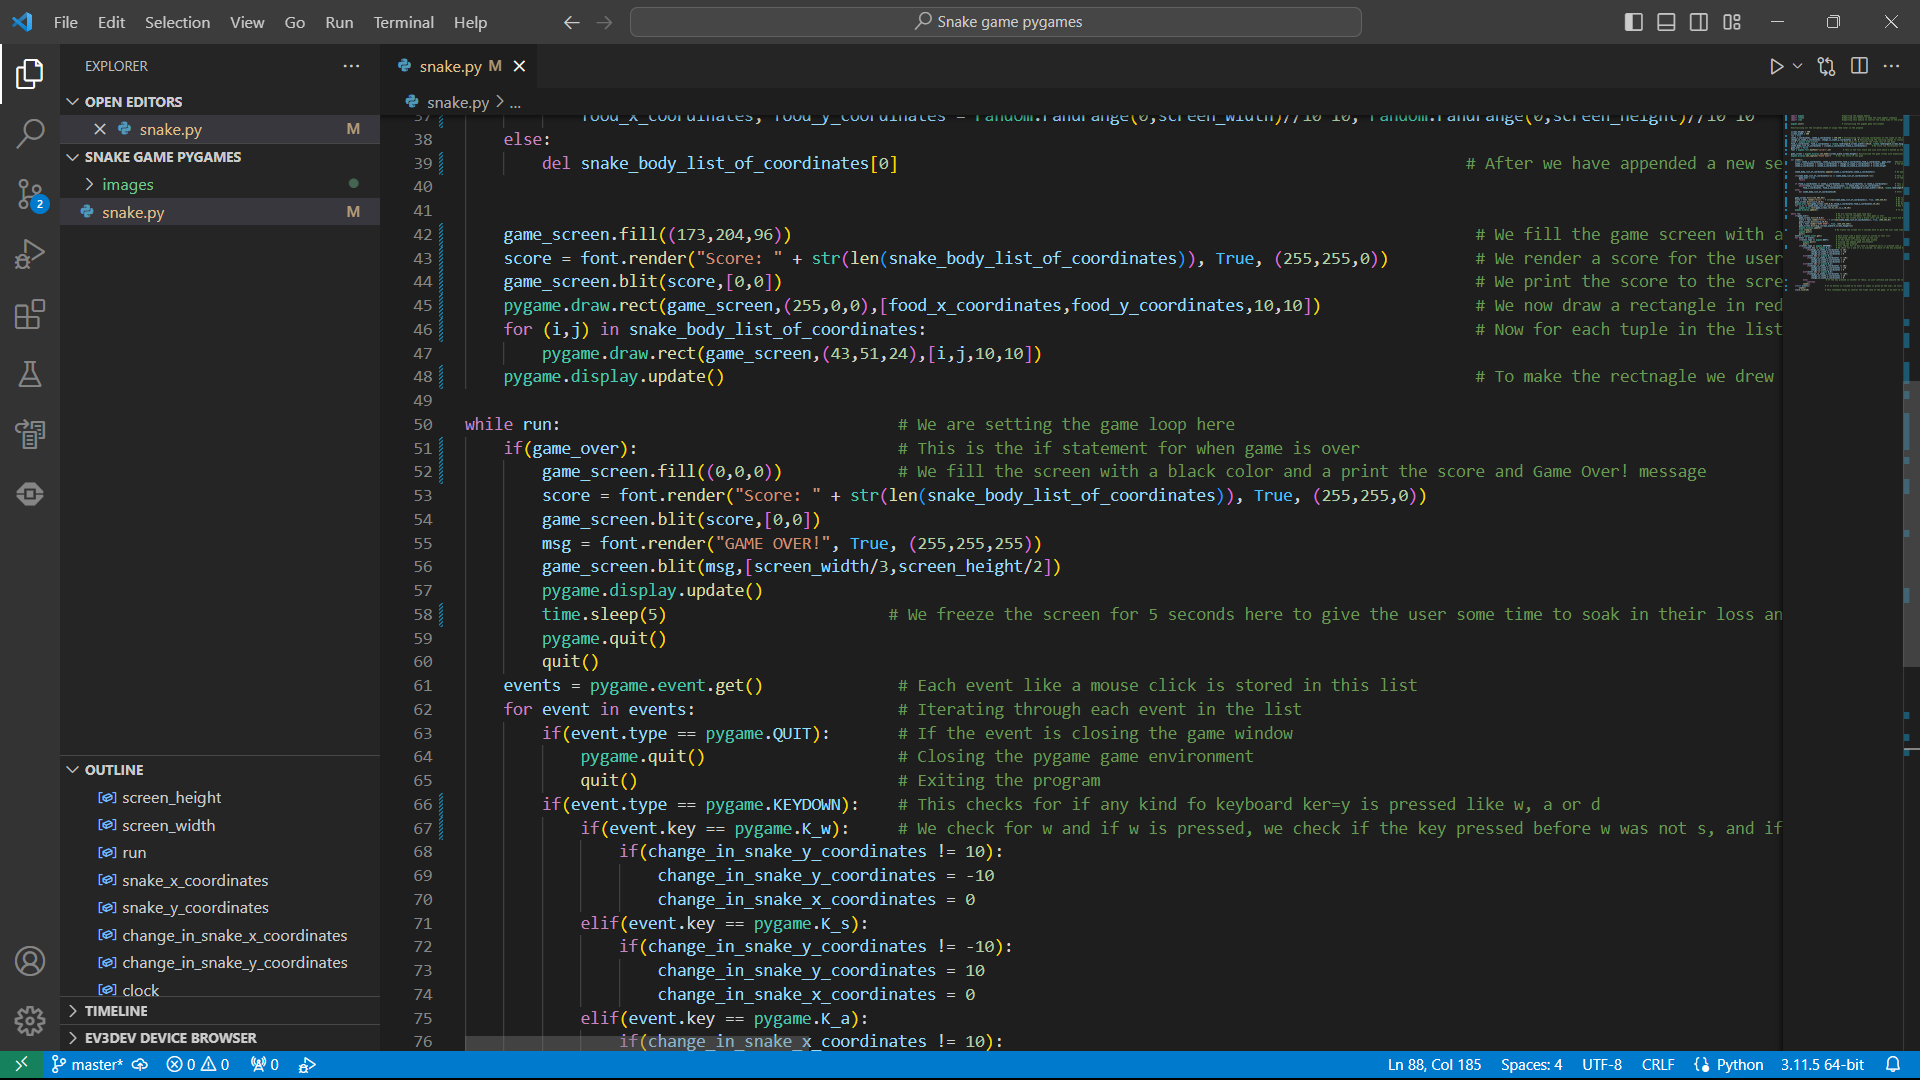 File Edit Selection View Go Run Terminal Help
Snake game pygames
EXPLORER
OPEN EDITORS
snake.py M
SNAKE GAME PYGAMES
images
snake.py M
OUTLINE
screen_height
screen_width
run
snake_x_coordinates
snake_y_coordinates
change_in_snake_x_coordinates
change_in_snake_y_coordinates
clock
TIMELINE
EV3DEV DEVICE BROWSER
2
snake.py M
snake.py > ...
37 food_x_coordinates, food_y_coordinates = random.randrange(0,screen_width)//10*10, random.randrange(0,screen_height)//10*10
38 else:
39 del snake_body_list_of_coordinates[0] # After we have appended a new se
40
41
42 game_screen.fill((173,204,96)) # We fill the game screen with a
43 score = font.render("Score: " + str(len(snake_body_list_of_coordinates)), True, (255,255,0)) # We render a score for the user
44 game_screen.blit(score,[0,0]) # We print the score to the scre
45 pygame.draw.rect(game_screen,(255,0,0),[food_x_coordinates,food_y_coordinates,10,10]) # We now draw a rectangle in red
46 for (i,j) in snake_body_list_of_coordinates: # Now for each tuple in the list
47 pygame.draw.rect(game_screen,(43,51,24),[i,j,10,10])
48 pygame.display.update() # To make the rectnagle we drew
49
50 while run: # We are setting the game loop here
51 if(game_over): # This is the if statement for when game is over
52 game_screen.fill((0,0,0)) # We fill the screen with a black color and a print the score and Game Over! message
53 score = font.render("Score: " + str(len(snake_body_list_of_coordinates)), True, (255,255,0))
54 game_screen.blit(score,[0,0])
55 msg = font.render("GAME OVER!", True, (255,255,255))
56 game_screen.blit(msg,[screen_width/3,screen_height/2])
57 pygame.display.update()
58 time.sleep(5) # We freeze the screen for 5 seconds here to give the user some time to soak in their loss an
59 pygame.quit()
60 quit()
61 events = pygame.event.get() # Each event like a mouse click is stored in this list
62 for event in events: # Iterating through each event in the list
63 if(event.type == pygame.QUIT): # If the event is closing the game window
64 pygame.quit() # Closing the pygame game environment
65 quit() # Exiting the program
66 if(event.type == pygame.KEYDOWN): # This checks for if any kind fo keyboard ker=y is pressed like w, a or d
67 if(event.key == pygame.K_w): # We check for w and if w is pressed, we check if the key pressed before w was not s, and if
68 if(change_in_snake_y_coordinates != 10):
69 change_in_snake_y_coordinates = -10
70 change_in_snake_x_coordinates = 0
71 elif(event.key == pygame.K_s):
72 if(change_in_snake_y_coordinates != -10):
73 change_in_snake_y_coordinates = 10
74 change_in_snake_x_coordinates = 0
75 elif(event.key == pygame.K_a):
76 if(change_in_snake_x_coordinates != 10):
master* 0 0 0 Ln 88, Col 185 Spaces: 4 UTF-8 CRLF Python 3.11.5 64-bit